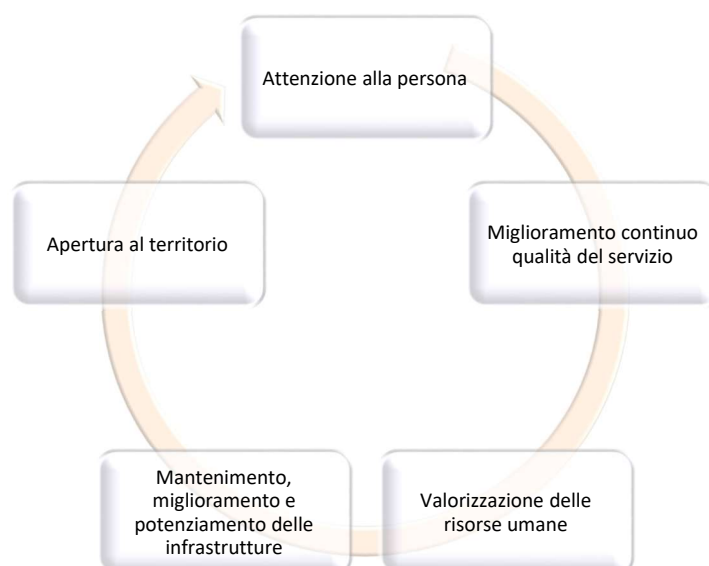 Attenzione alla persona
Miglioramento continuo
qualità del servizio
Valorizzazione delle
risorse umane
Mantenimento,
miglioramento e
potenziamento delle
infrastrutture
Apertura al territorio